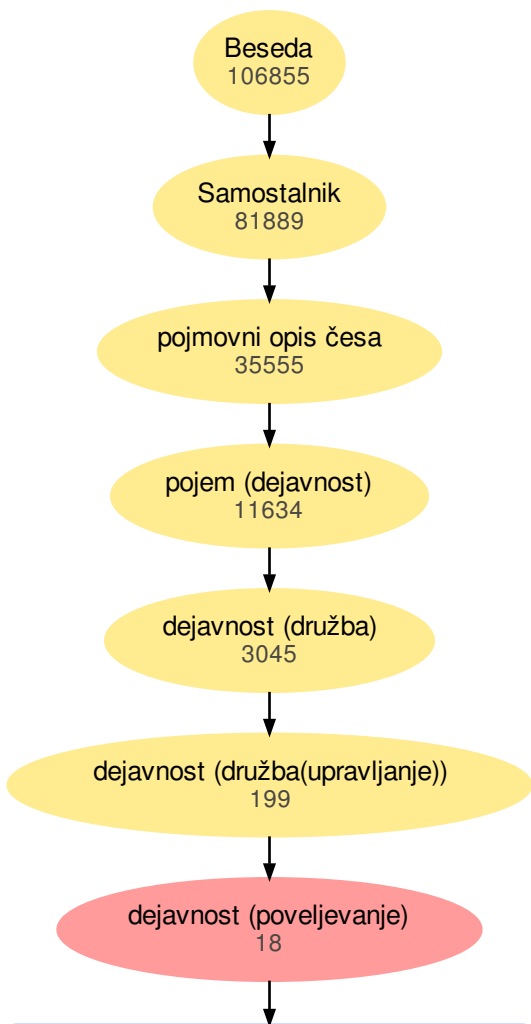 Beseda
106855
Samostalnik
81889
pojmovni opis česa
35555
pojem (dejavnost)
11634
dejavnost (družba)
3045
dejavnost (družba(upravljanje))
199
dejavnost (poveljevanje)
18